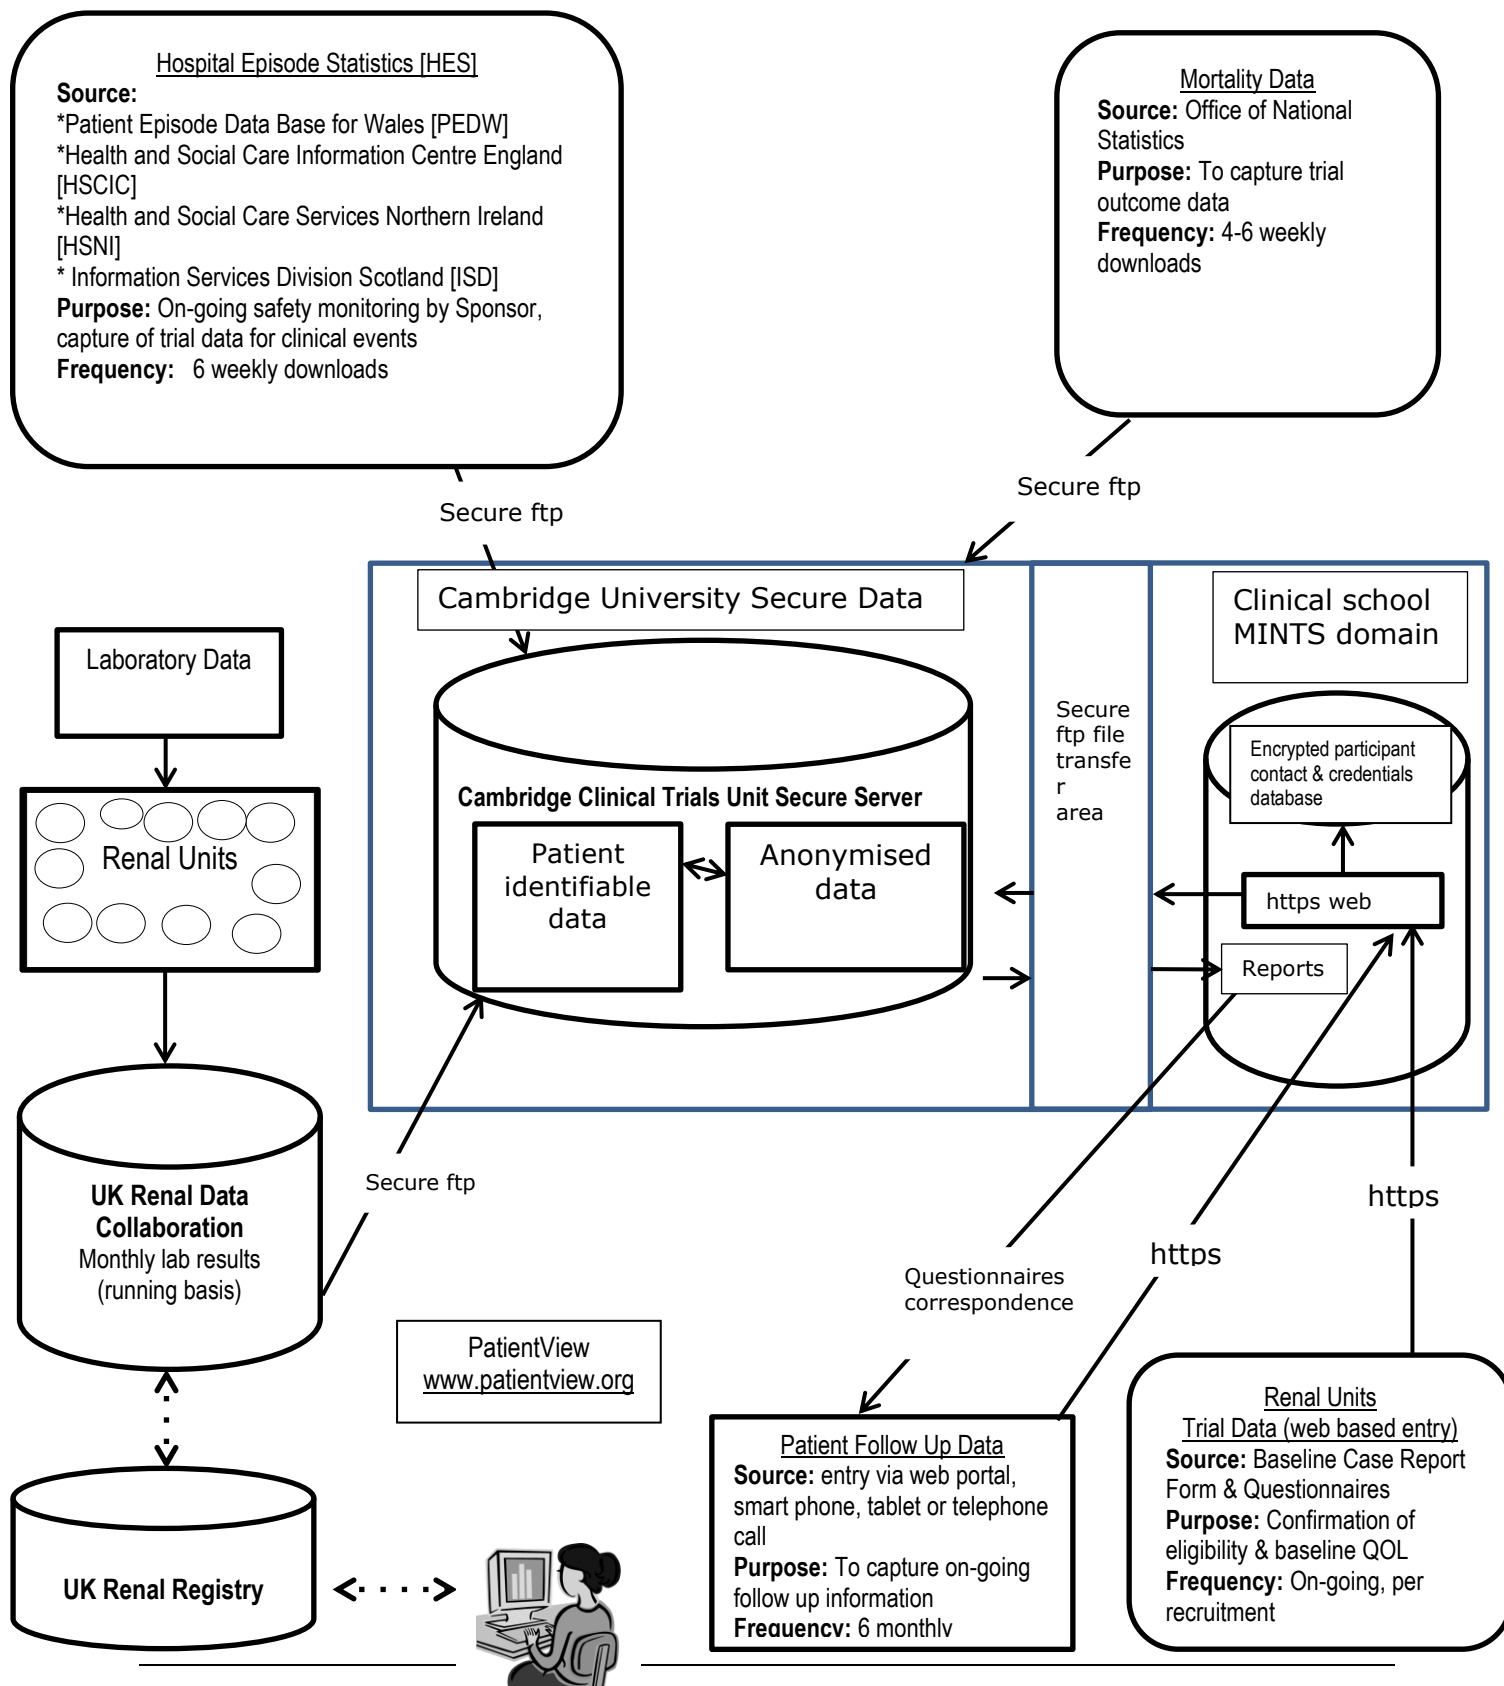 Hospital Episode Statistics [HES]
Source:
*Patient Episode Data Base for Wales [PEDW]
*Health and Social Care Information Centre England
[HSCIC]
*Health and Social Care Services Northern Ireland
[HSNI]
* Information Services Division Scotland [ISD]
Purpose: On-going safety monitoring by Sponsor,
capture of trial data for clinical events
Frequency: 6 weekly downloads
Mortality Data
Source: Office of National
Statistics
Purpose: To capture trial
outcome data
Frequency: 4-6 weekly
downloads
Secure ftp
Secure ftp
Cambridge University Secure Data
Clinical school
MINTS domain
Laboratory Data
Renal Units
Cambridge Clinical Trials Unit Secure Server
Patient
identifiable
data
Anonymised
data
Secure
ftp file
transfe
r
area
Encrypted participant
contact & credentials
database
https web
Reports
UK Renal Data
Collaboration
Monthly lab results
(running basis)
Secure ftp
https
https
Questionnaires
correspondence
PatientView
www.patientview.org
UK Renal Registry
Patient Follow Up Data
Source: entry via web portal,
smart phone, tablet or telephone
call
Purpose: To capture on-going
follow up information
Frequency: 6 monthly
Renal Units
Trial Data (web based entry)
Source: Baseline Case Report
Form & Questionnaires
Purpose: Confirmation of
eligibility & baseline QOL
Frequency: On-going, per
recruitment